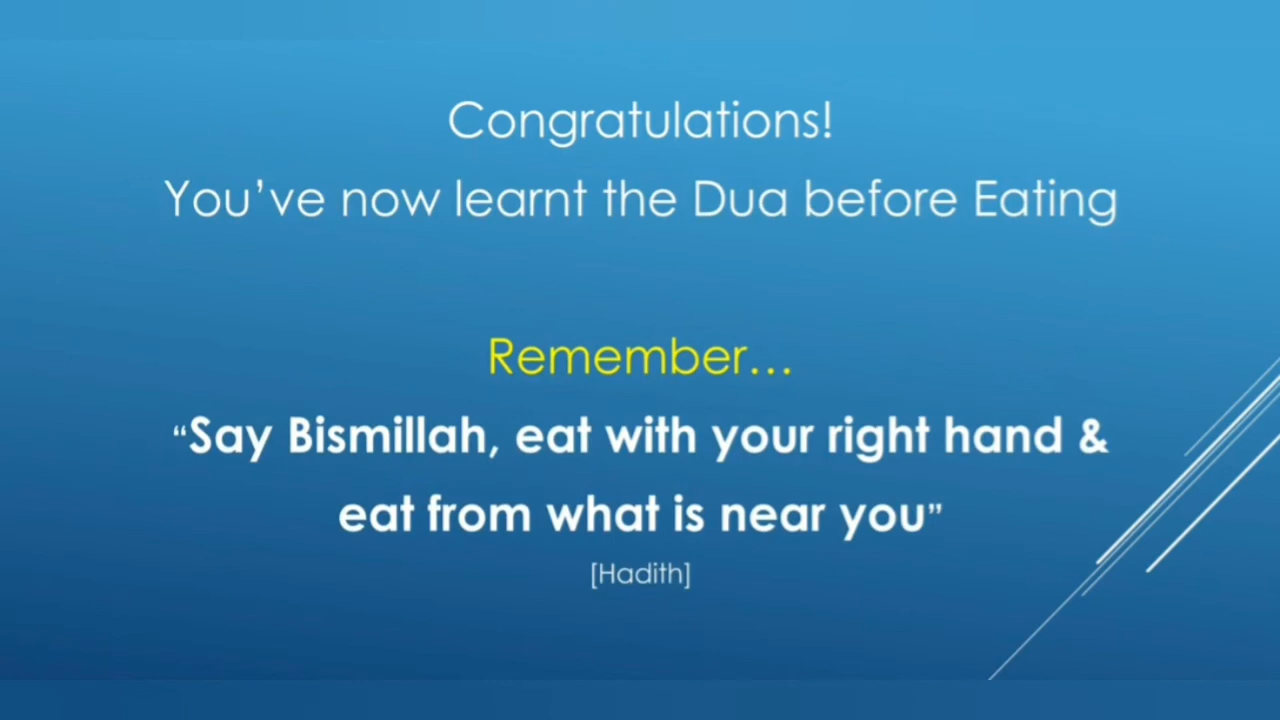 Congratulations!
You’ve now learnt the Dua before Eating
Remember…
“Say Bismillah, eat with your right hand &
eat from what is near you”
[Hadith]